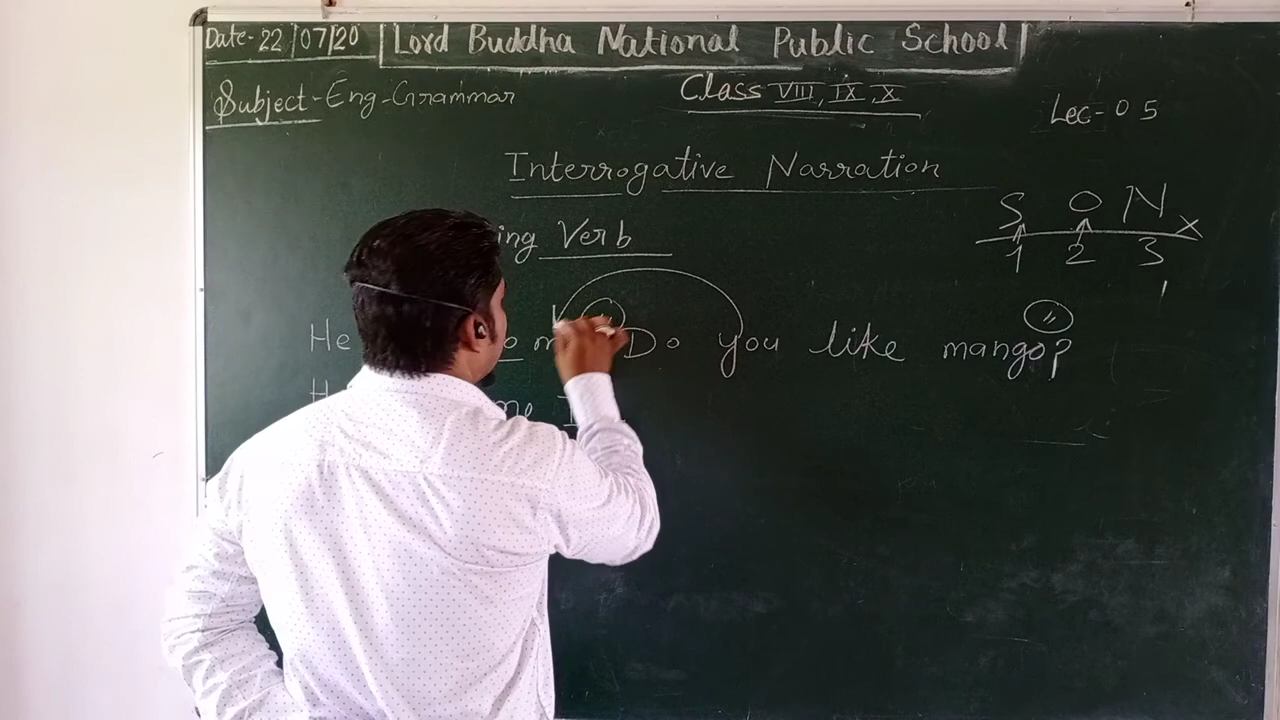 Date-22/07/20 Lord Buddha National Public School
Subject-Eng-Grammar Class VIII, IX, X
Lec-05
Interrogative Narration
S O N
ing Verb
1 2 3 x
He Do you like mango?